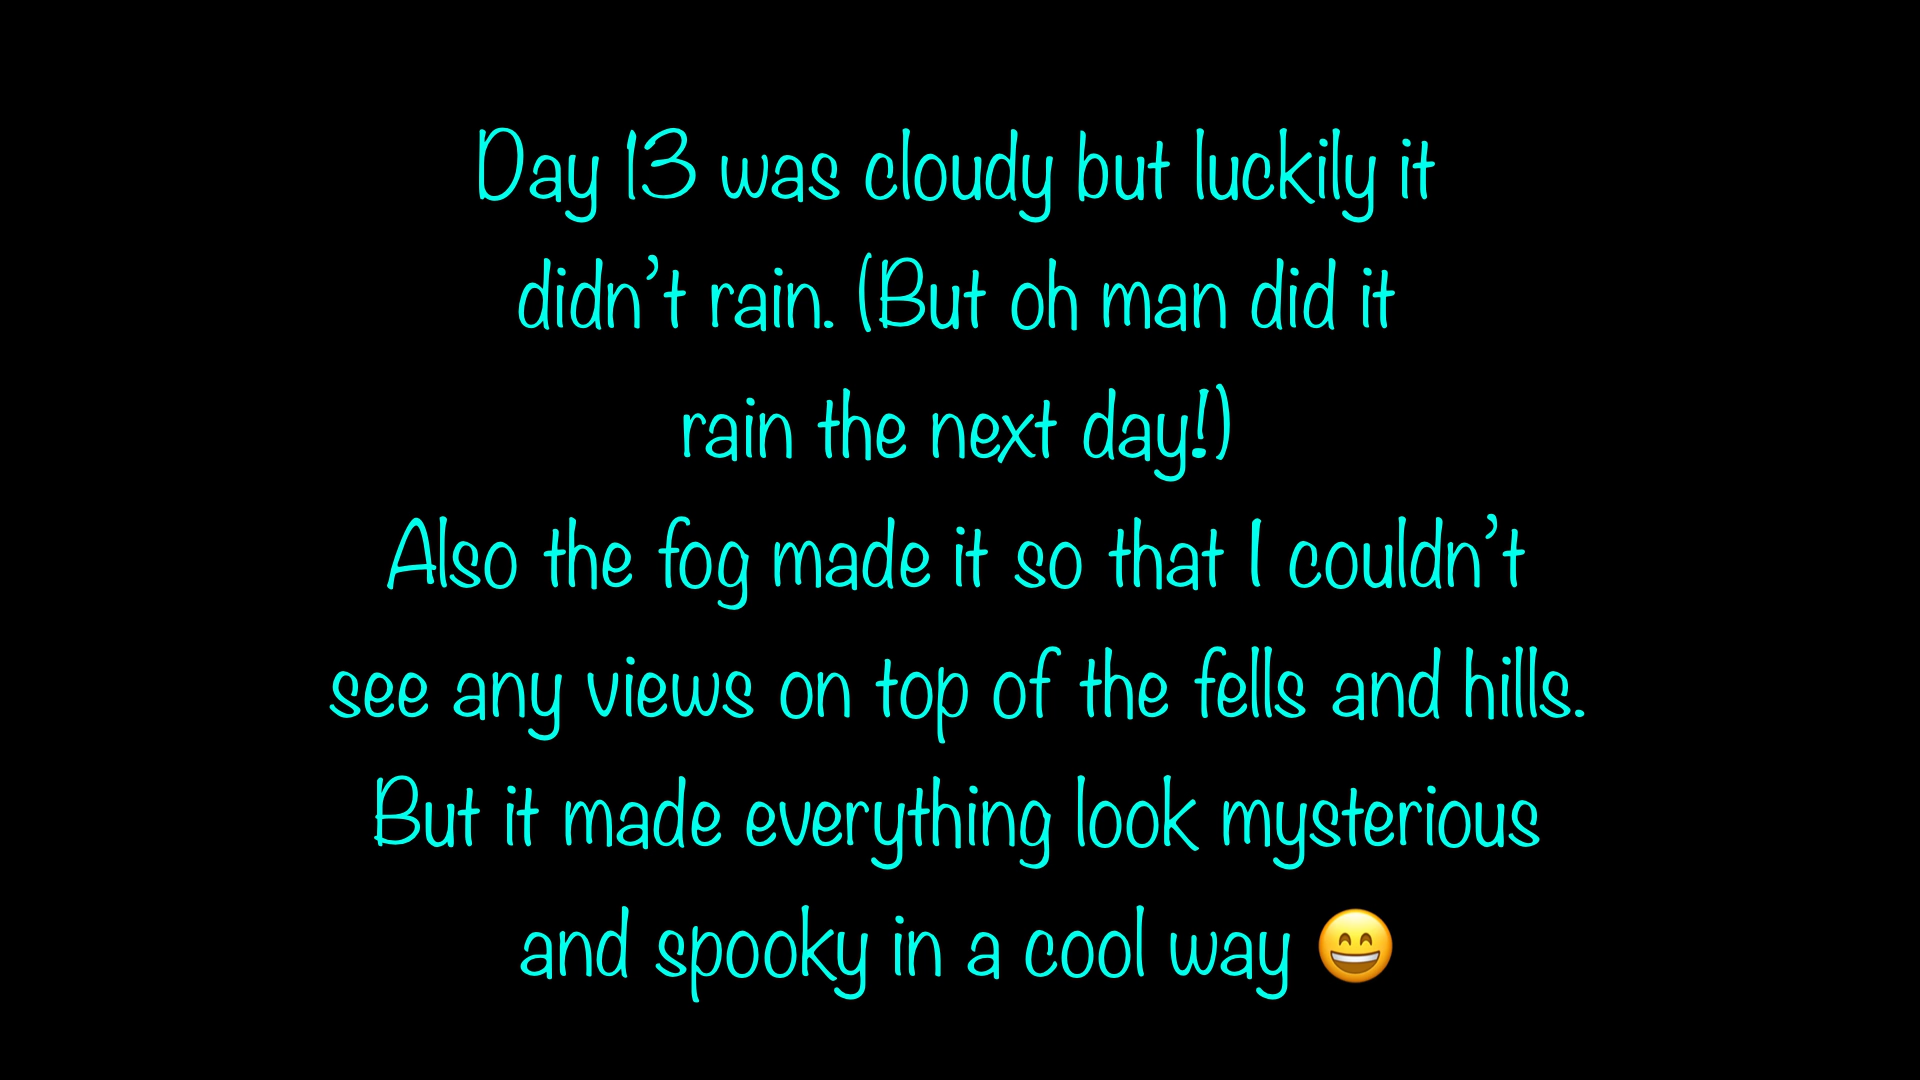 Day 13 was cloudy but luckily it
didn’t rain. (But oh man did it
rain the next day!)
Also the fog made it so that I couldn’t
see any views on top of the fells and hills.
But it made everything look mysterious
and spooky in a cool way 😄